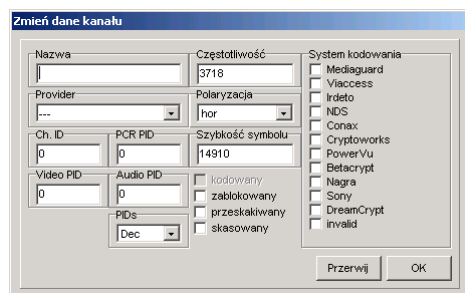 Zmień dane kanału
Nazwa
Częstotliwość
3718
Provider
---
Polaryzacja
hor
Ch. ID
0
PCR PID
0
Szybkość symbolu
14910
Video PID
0
Audio PID
0
PIDs
Dec
kodowany
zablokowany
przeskakiwany
skasowany
System kodowania
Mediaguard
Viaccess
Irdeto
NDS
Conax
Cryptoworks
PowerVu
Betacrypt
Nagra
Sony
DreamCrypt
invalid
Przerwij
OK